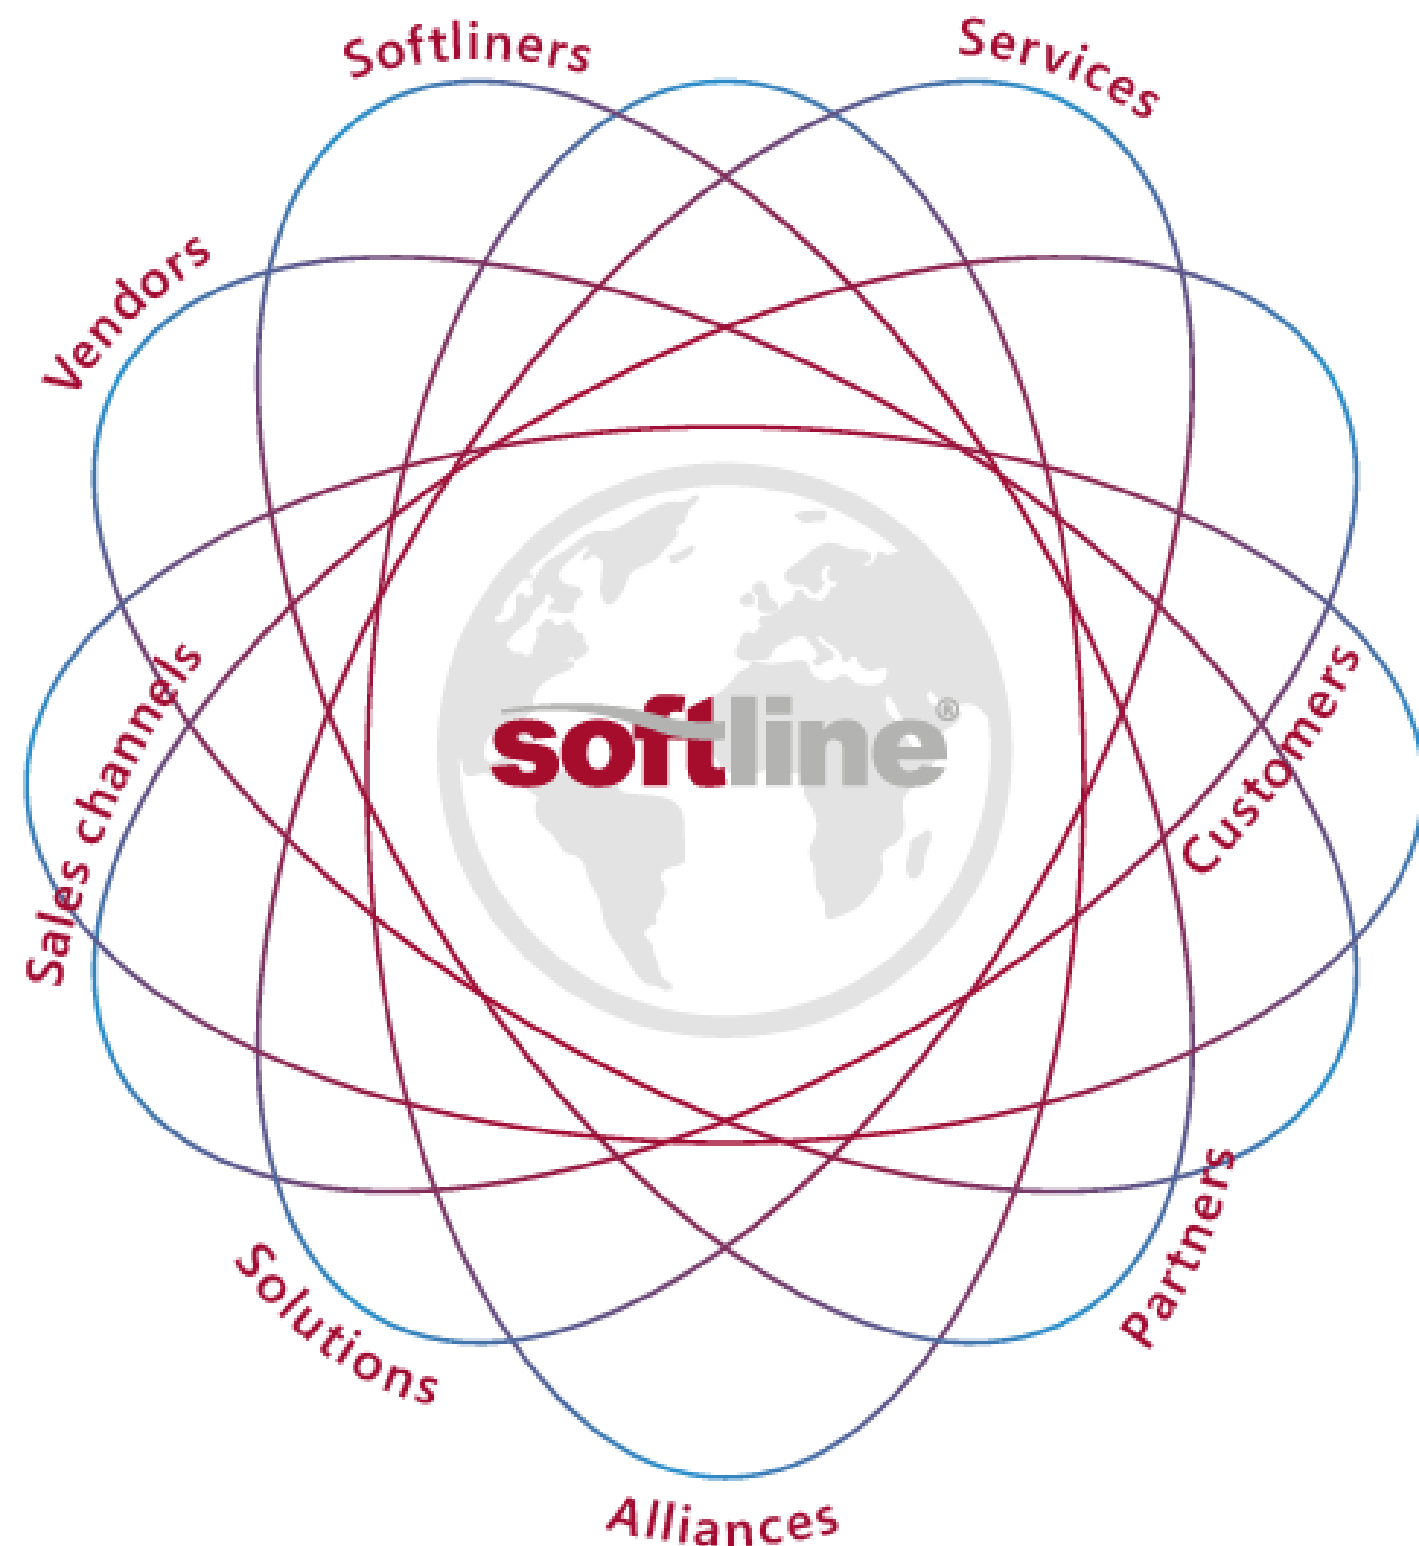 Softliners
Services
Vendors
softline®
Sales channels
Customers
Partners
Solutions
Alliances